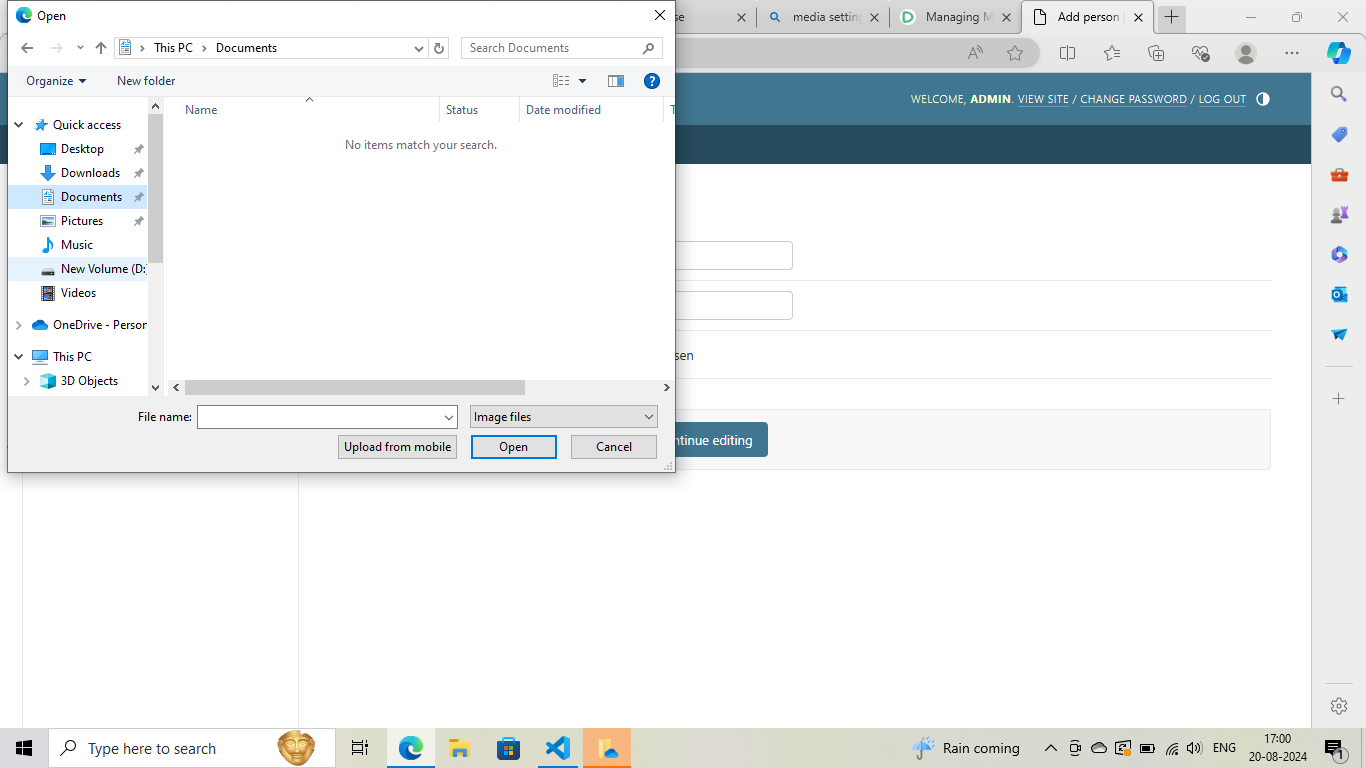 Open
se
media settin
Managing M
Add person
This PC
Documents
Search Documents
Organize
New folder
WELCOME, ADMIN. VIEW SITE / CHANGE PASSWORD / LOG OUT
Name
Status
Date modified
T
No items match your search.
Quick access
Desktop
Downloads
Documents
Pictures
Music
New Volume (D:)
Videos
OneDrive - Person
This PC
3D Objects
sen
File name:
Image files
Upload from mobile
Open
Cancel
ntinue editing
Type here to search
Rain coming
ENG
17:00
20-08-2024
1